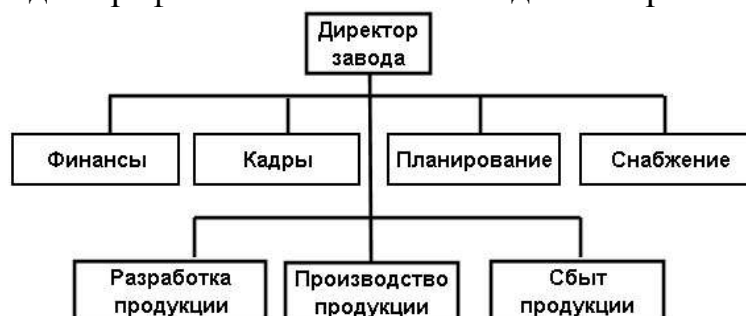 Директор
завода
Финансы
Кадры
Планирование
Снабжение
Разработка
продукции
Производство
продукции
Сбыт
продукции